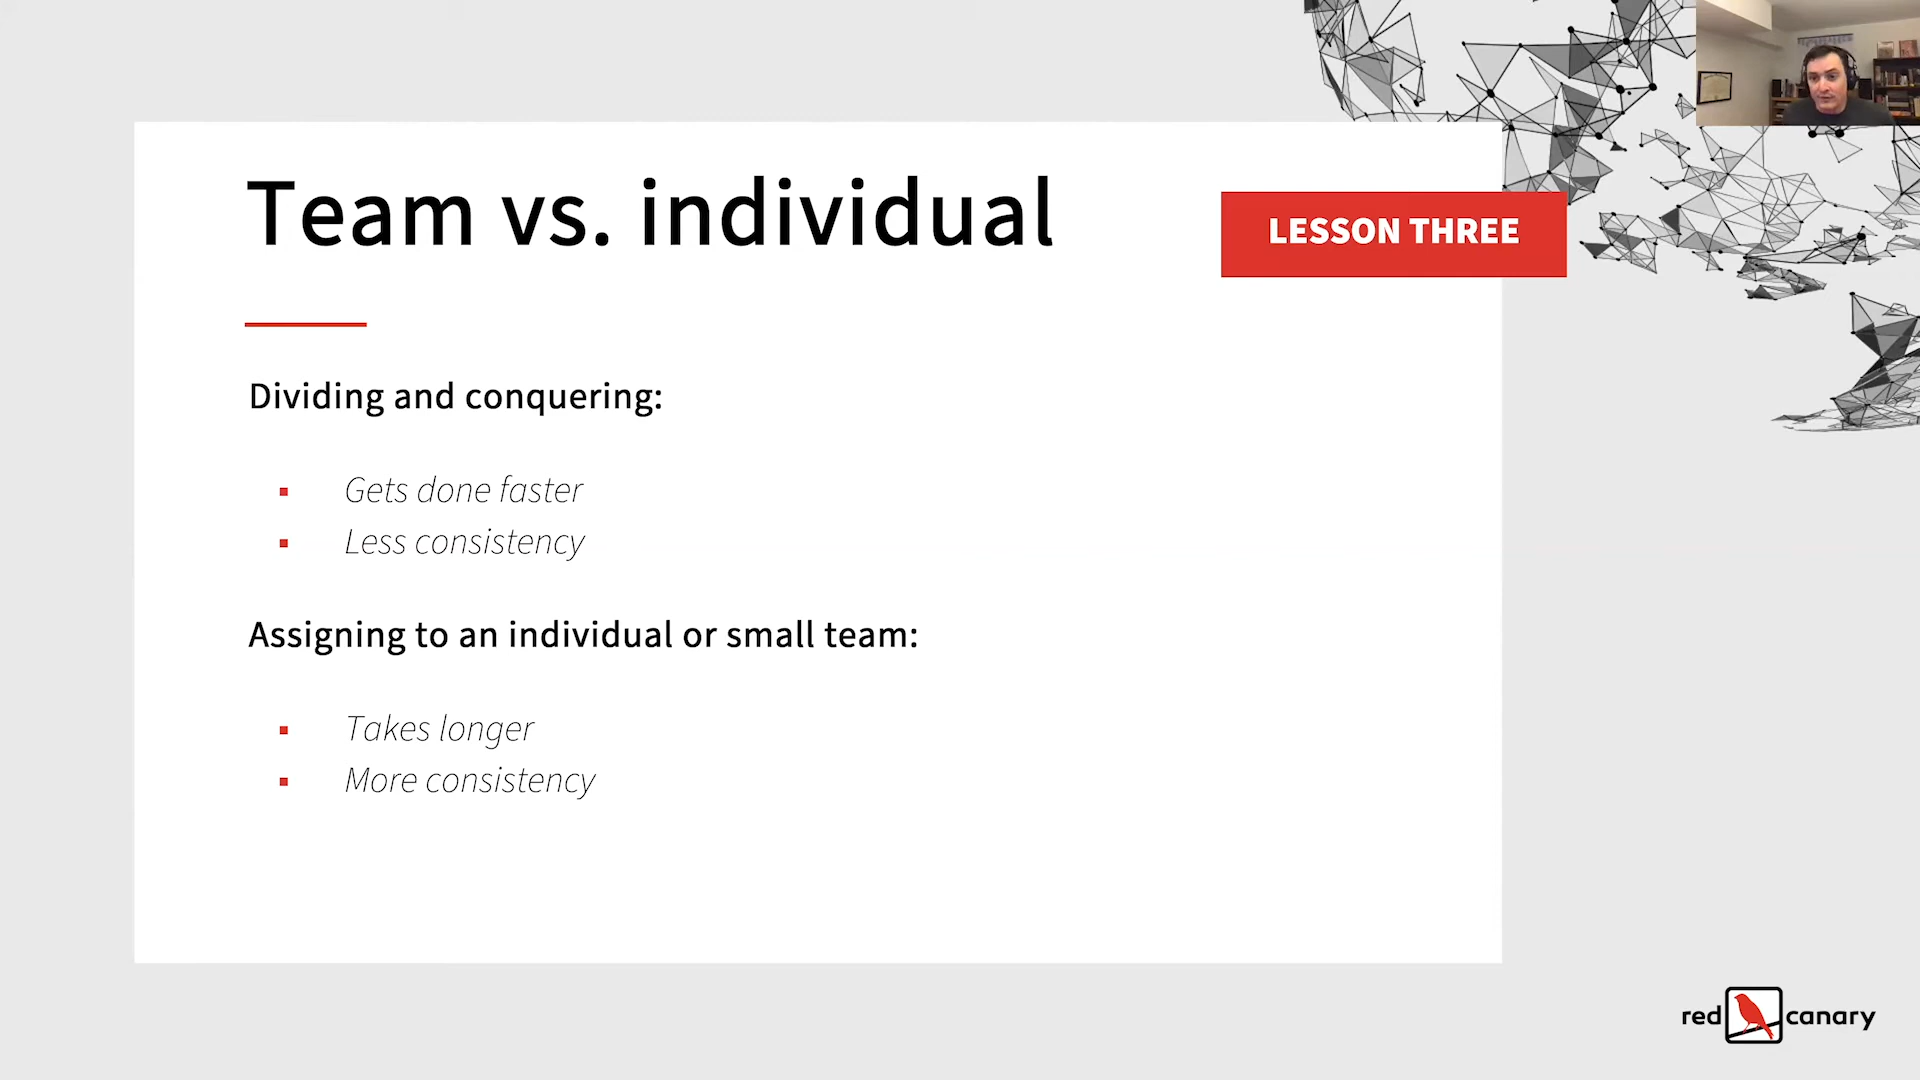 Team vs. individual
LESSON THREE
Dividing and conquering:
Gets done faster
Less consistency
Assigning to an individual or small team:
Takes longer
More consistency
red canary